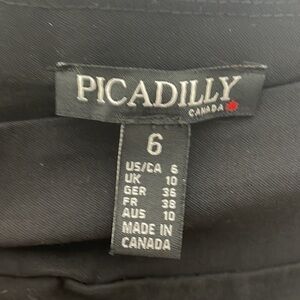 PICADILLY
CANADA
6
US/CA 6
UK 10
GER 36
FR 38
AUS 10
MADE IN
CANADA